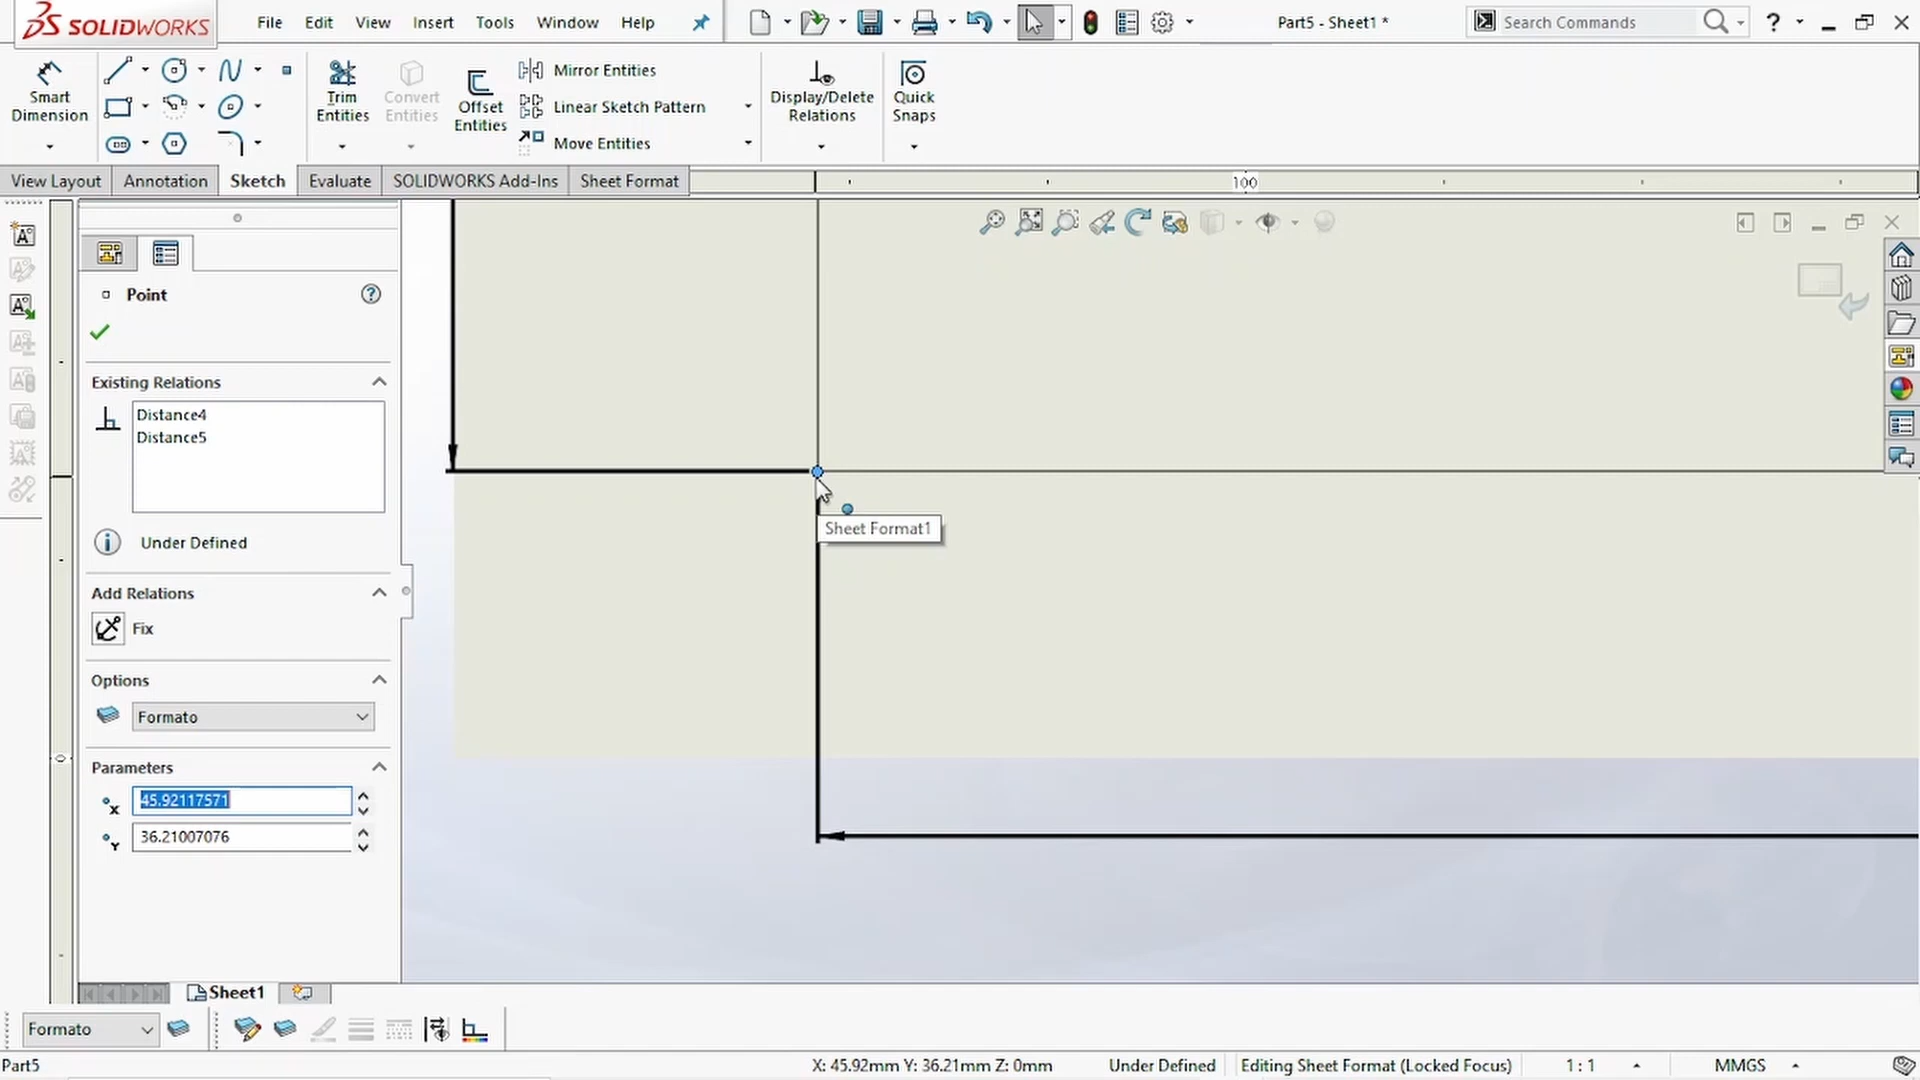 SOLIDWORKS
File Edit View Insert Tools Window Help
Part5 - Sheet1 *
Search Commands
?
Smart Dimension
Trim Entities
Convert Entities
Offset Entities
Mirror Entities
Linear Sketch Pattern
Move Entities
Display/Delete Relations
Quick Snaps
View Layout Annotation Sketch Evaluate SOLIDWORKS Add-Ins Sheet Format
100
Point
Existing Relations
Distance4
Distance5
Under Defined
Add Relations
Fix
Options
Formato
Parameters
X 45.92117571
Y 36.21007076
Sheet Format1
Sheet1
Formato
Part5 X: 45.92mm Y: 36.21mm Z: 0mm Under Defined Editing Sheet Format (Locked Focus) 1 : 1 MMGS